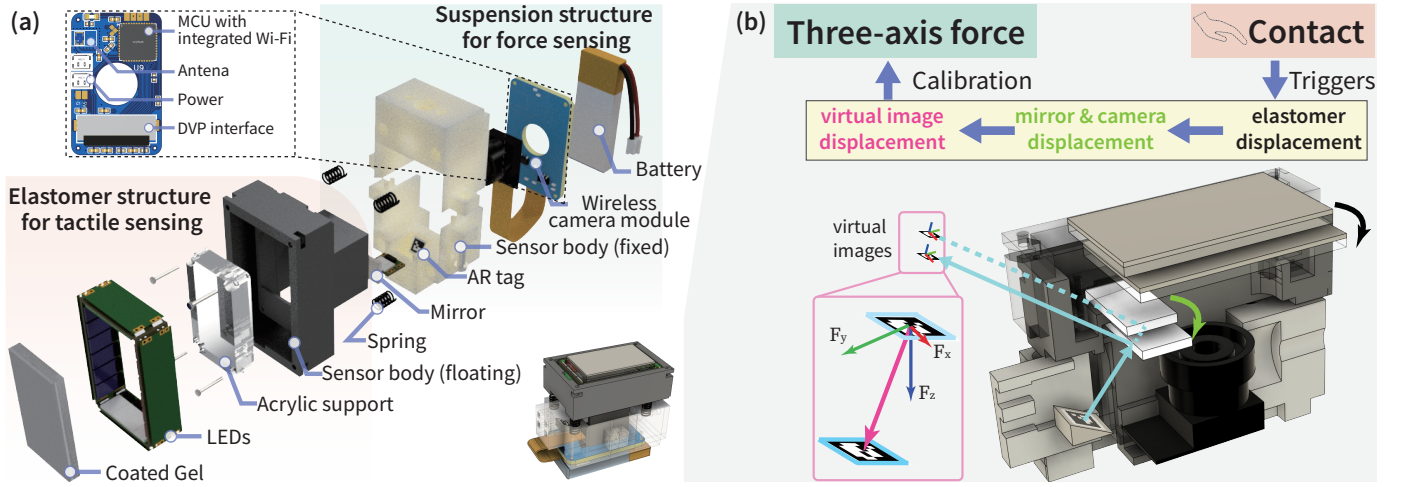 (a)
MCU with
integrated Wi-Fi
U9
Antena
Power
DVP interface
Suspension structure
for force sensing
Battery
Wireless
camera module
Sensor body (fixed)
AR tag
Mirror
Spring
Elastomer structure
for tactile sensing
Sensor body (floating)
Acrylic support
LEDs
Coated Gel
(b)
Three-axis force
Contact
Calibration
Triggers
virtual image
displacement
mirror & camera
displacement
elastomer
displacement
virtual
images
Fy
Fx
Fz